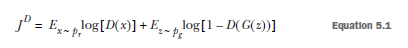 J^D = E_{x ~ p_r} log[D(x)] + E_{z ~ p_g} log[1 – D(G(z))] Equation 5.1